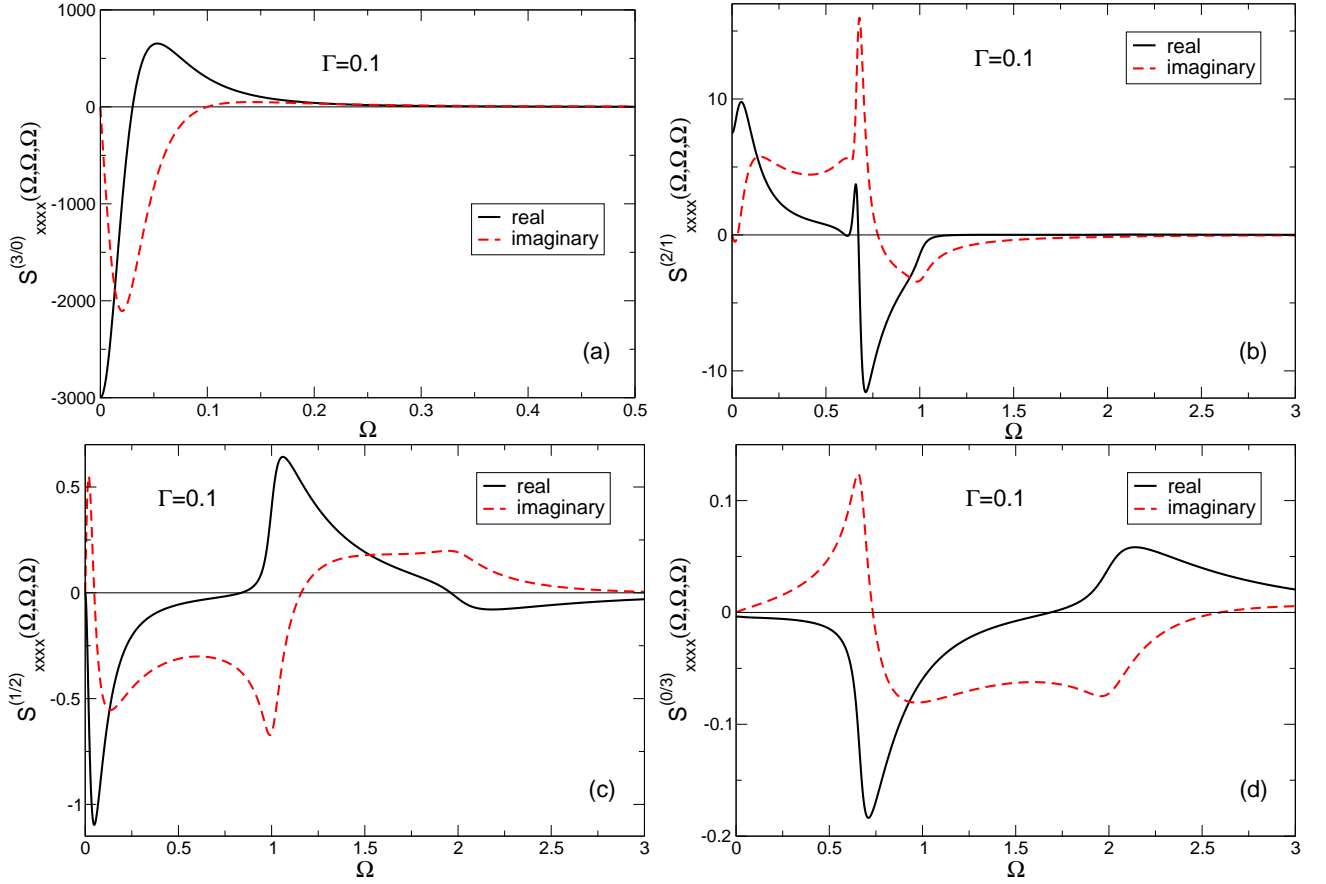 1000
0
-1000
-2000
-3000
S(3/0)xxxx(Ω,Ω,Ω,Ω)
Γ=0.1
real
imaginary
(a)
0 0.1 0.2 0.3 0.4 0.5
Ω
10
0
-10
S(2/1)xxxx(Ω,Ω,Ω,Ω)
Γ=0.1
real
imaginary
(b)
0 0.5 1 1.5 2 2.5 3
Ω
0.5
0
-0.5
-1
S(1/2)xxxx(Ω,Ω,Ω,Ω)
Γ=0.1
real
imaginary
(c)
0 0.5 1 1.5 2 2.5 3
Ω
0.1
0
-0.1
-0.2
S(0/3)xxxx(Ω,Ω,Ω,Ω)
Γ=0.1
real
imaginary
(d)
0 0.5 1 1.5 2 2.5 3
Ω